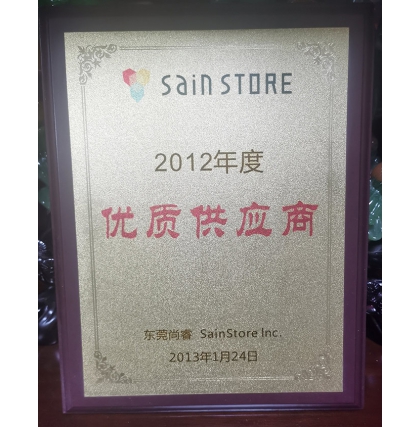 Sain STORE
2012年度
优质供应商
东莞尚睿 SainStore Inc.
2013年1月24日